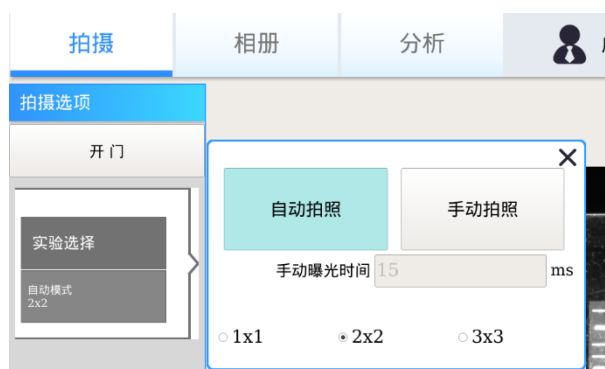 拍摄 相册 分析
拍摄选项
开门
自动拍照 手动拍照
实验选择
手动曝光时间 15 ms
自动模式
2x2
1x1 2x2 3x3